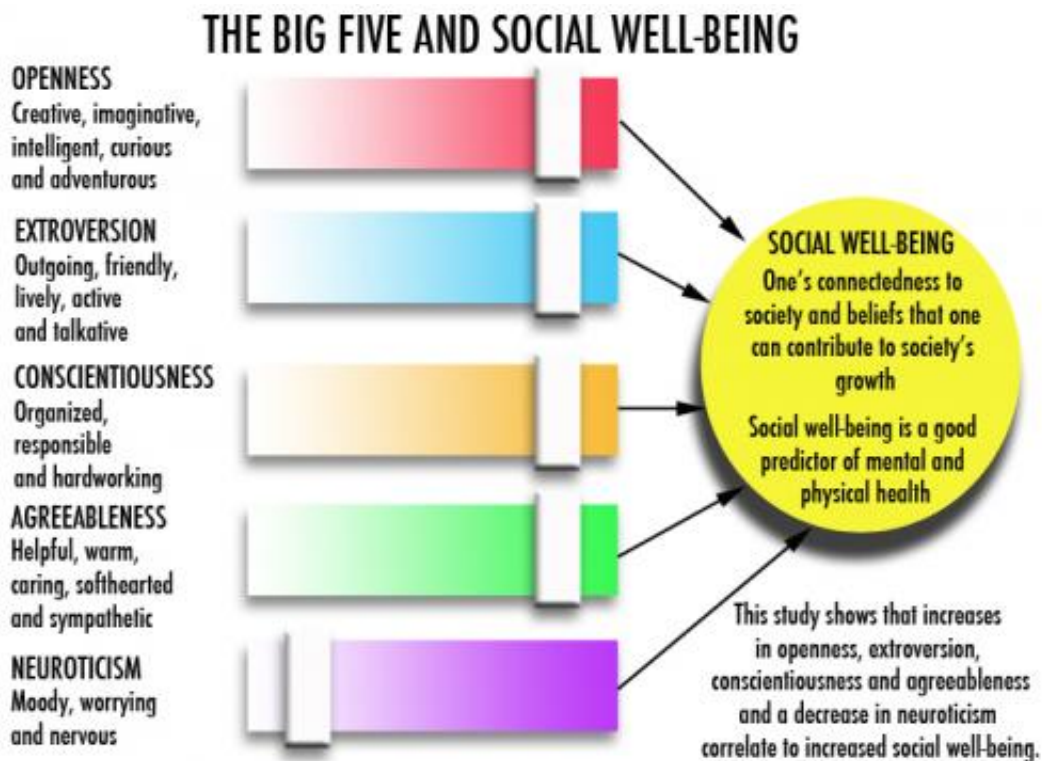 THE BIG FIVE AND SOCIAL WELL-BEING
OPENNESS
Creative, imaginative,
intelligent, curious
and adventurous
EXTROVERSION
Outgoing, friendly,
lively, active
and talkative
CONSCIENTIOUSNESS
Organized,
responsible
and hardworking
AGREEABLENESS
Helpful, warm,
caring, softhearted
and sympathetic
NEUROTICISM
Moody, worrying
and nervous
SOCIAL WELL-BEING
One's connectedness to
society and beliefs that one
can contribute to society's
growth
Social well-being is a good
predictor of mental and
physical health
This study shows that increases
in openness, extroversion,
conscientiousness and agreeableness
and a decrease in neuroticism
correlate to increased social well-being.